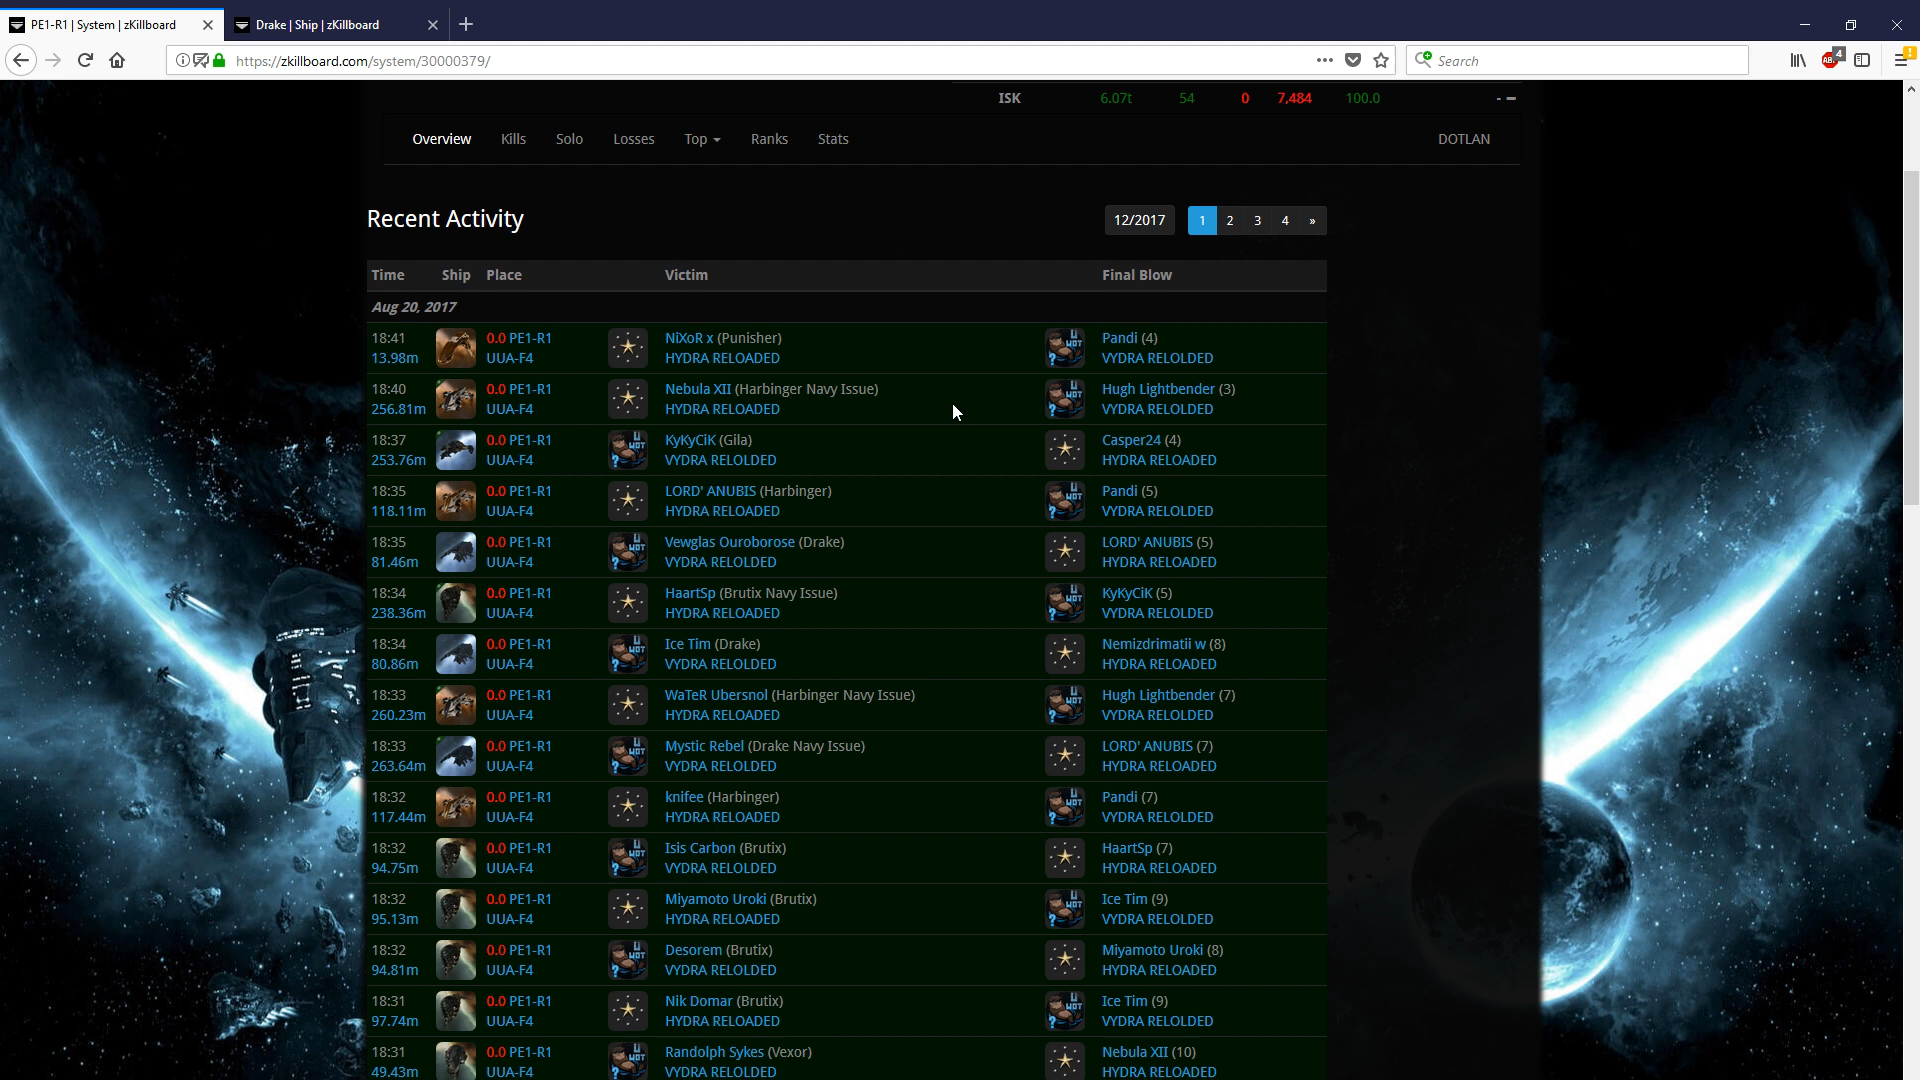 PE1-R1 | System | zKillboard
Drake | Ship | zKillboard
https://zkillboard.com/system/30000379/
Search
4
ISK 6.07t 54 0 7,484 100.0 - –
Overview Kills Solo Losses Top Ranks Stats DOTLAN
Recent Activity 12/2017 1 2 3 4 »
Time Ship Place Victim Final Blow
Aug 20, 2017
18:41 0.0 PE1-R1 NiXoR x (Punisher) Pandi (4)
13.98m UUA-F4 HYDRA RELOADED VYDRA RELOLDED
18:40 0.0 PE1-R1 Nebula XII (Harbinger Navy Issue) Hugh Lightbender (3)
256.81m UUA-F4 HYDRA RELOADED VYDRA RELOLDED
18:37 0.0 PE1-R1 KyKyCiK (Gila) Casper24 (4)
253.76m UUA-F4 VYDRA RELOLDED HYDRA RELOADED
18:35 0.0 PE1-R1 LORD' ANUBIS (Harbinger) Pandi (5)
118.11m UUA-F4 HYDRA RELOADED VYDRA RELOLDED
18:35 0.0 PE1-R1 Vewglas Ouroborose (Drake) LORD' ANUBIS (5)
81.46m UUA-F4 VYDRA RELOLDED HYDRA RELOADED
18:34 0.0 PE1-R1 HaartSp (Brutix Navy Issue) KyKyCiK (5)
238.36m UUA-F4 HYDRA RELOADED VYDRA RELOLDED
18:34 0.0 PE1-R1 Ice Tim (Drake) Nemizdrimatii w (8)
80.86m UUA-F4 VYDRA RELOLDED HYDRA RELOADED
18:33 0.0 PE1-R1 WaTeR Ubersnol (Harbinger Navy Issue) Hugh Lightbender (7)
260.23m UUA-F4 HYDRA RELOADED VYDRA RELOLDED
18:33 0.0 PE1-R1 Mystic Rebel (Drake Navy Issue) LORD' ANUBIS (7)
263.64m UUA-F4 VYDRA RELOLDED HYDRA RELOADED
18:32 0.0 PE1-R1 knifee (Harbinger) Pandi (7)
117.44m UUA-F4 HYDRA RELOADED VYDRA RELOLDED
18:32 0.0 PE1-R1 Isis Carbon (Brutix) HaartSp (7)
94.75m UUA-F4 VYDRA RELOLDED HYDRA RELOADED
18:32 0.0 PE1-R1 Miyamoto Uroki (Brutix) Ice Tim (9)
95.13m UUA-F4 HYDRA RELOADED VYDRA RELOLDED
18:32 0.0 PE1-R1 Desorem (Brutix) Miyamoto Uroki (8)
94.81m UUA-F4 VYDRA RELOLDED HYDRA RELOADED
18:31 0.0 PE1-R1 Nik Domar (Brutix) Ice Tim (9)
97.74m UUA-F4 HYDRA RELOADED VYDRA RELOLDED
18:31 0.0 PE1-R1 Randolph Sykes (Vexor) Nebula XII (10)
49.43m UUA-F4 VYDRA RELOLDED HYDRA RELOADED